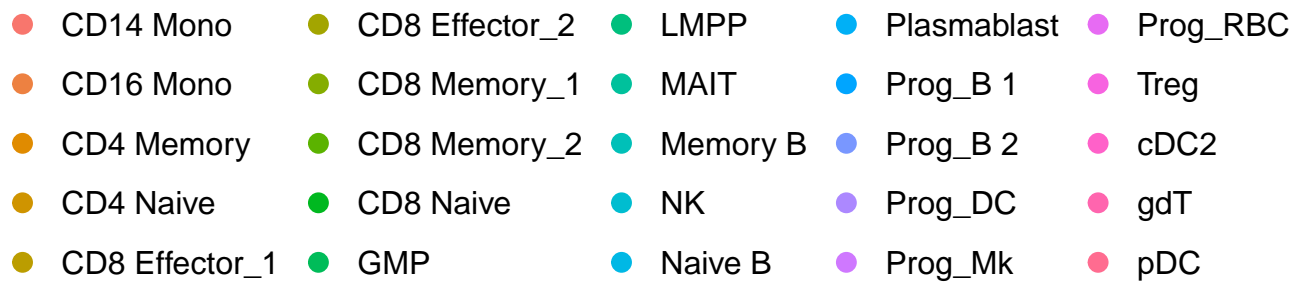 CD14 Mono CD8 Effector_2 LMPP Plasmablast Prog_RBC
CD16 Mono CD8 Memory_1 MAIT Prog_B 1 Treg
CD4 Memory CD8 Memory_2 Memory B Prog_B 2 cDC2
CD4 Naive CD8 Naive NK Prog_DC gdT
CD8 Effector_1 GMP Naive B Prog_Mk pDC